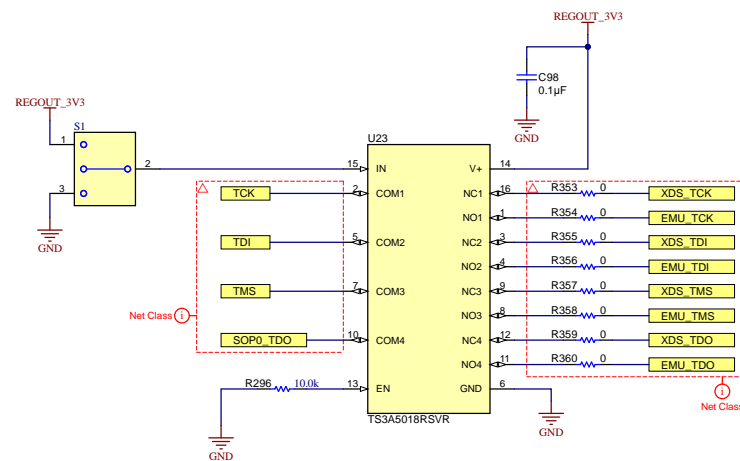 REGOUT_3V3
C98
0.1µF
GND
REGOUT_3V3
S1
1
2
3
GND
U23
15 IN
V+ 14
TCK 2 COM1
NC1 16 R353 0 XDS_TCK
NO1 1 R354 0 EMU_TCK
TDI 5 COM2
NC2 3 R355 0 XDS_TDI
NO2 4 R356 0 EMU_TDI
TMS 7 COM3
NC3 9 R357 0 XDS_TMS
Net Class i
NO3 8 R358 0 EMU_TMS
SOP0_TDO 10 COM4
NC4 12 R359 0 XDS_TDO
NO4 11 R360 0 EMU_TDO
R296 10.0k 13 EN
GND 6
i
Net Class
TS3A5018RSVR
GND
GND